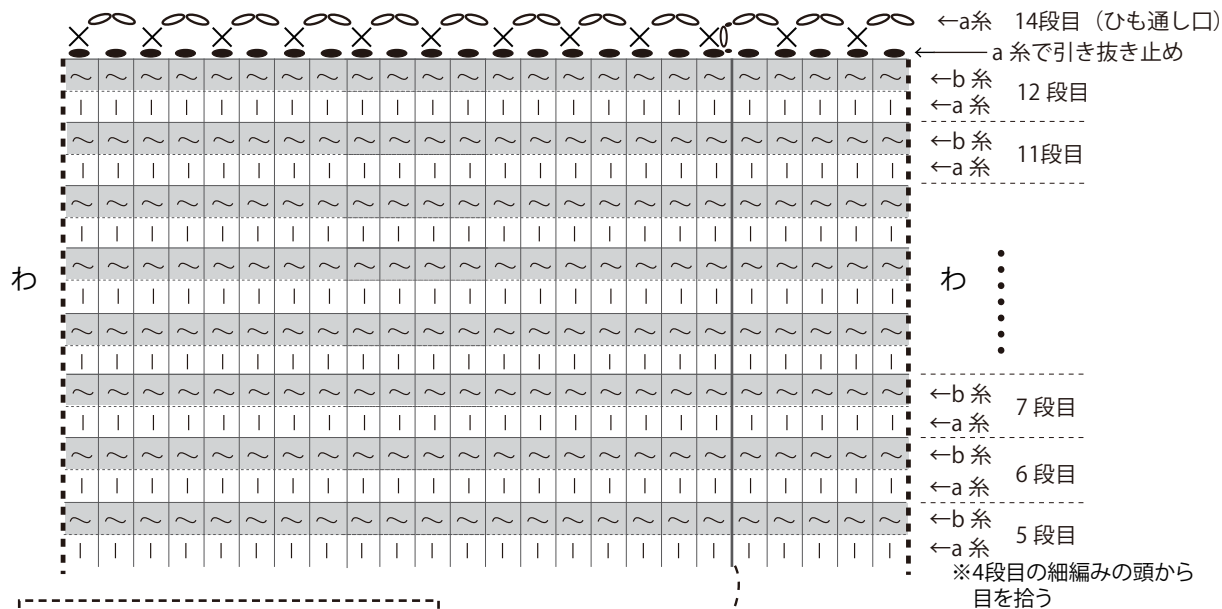 ←a糸 14段目（ひも通し口）
← a 糸で引き抜き止め
←b 糸
12 段目
←a 糸
←b 糸
11段目
←a 糸
わ
わ
←b 糸
7 段目
←a 糸
←b 糸
6 段目
←a 糸
←b 糸
5 段目
←a 糸
※4段目の細編みの頭から
目を拾う